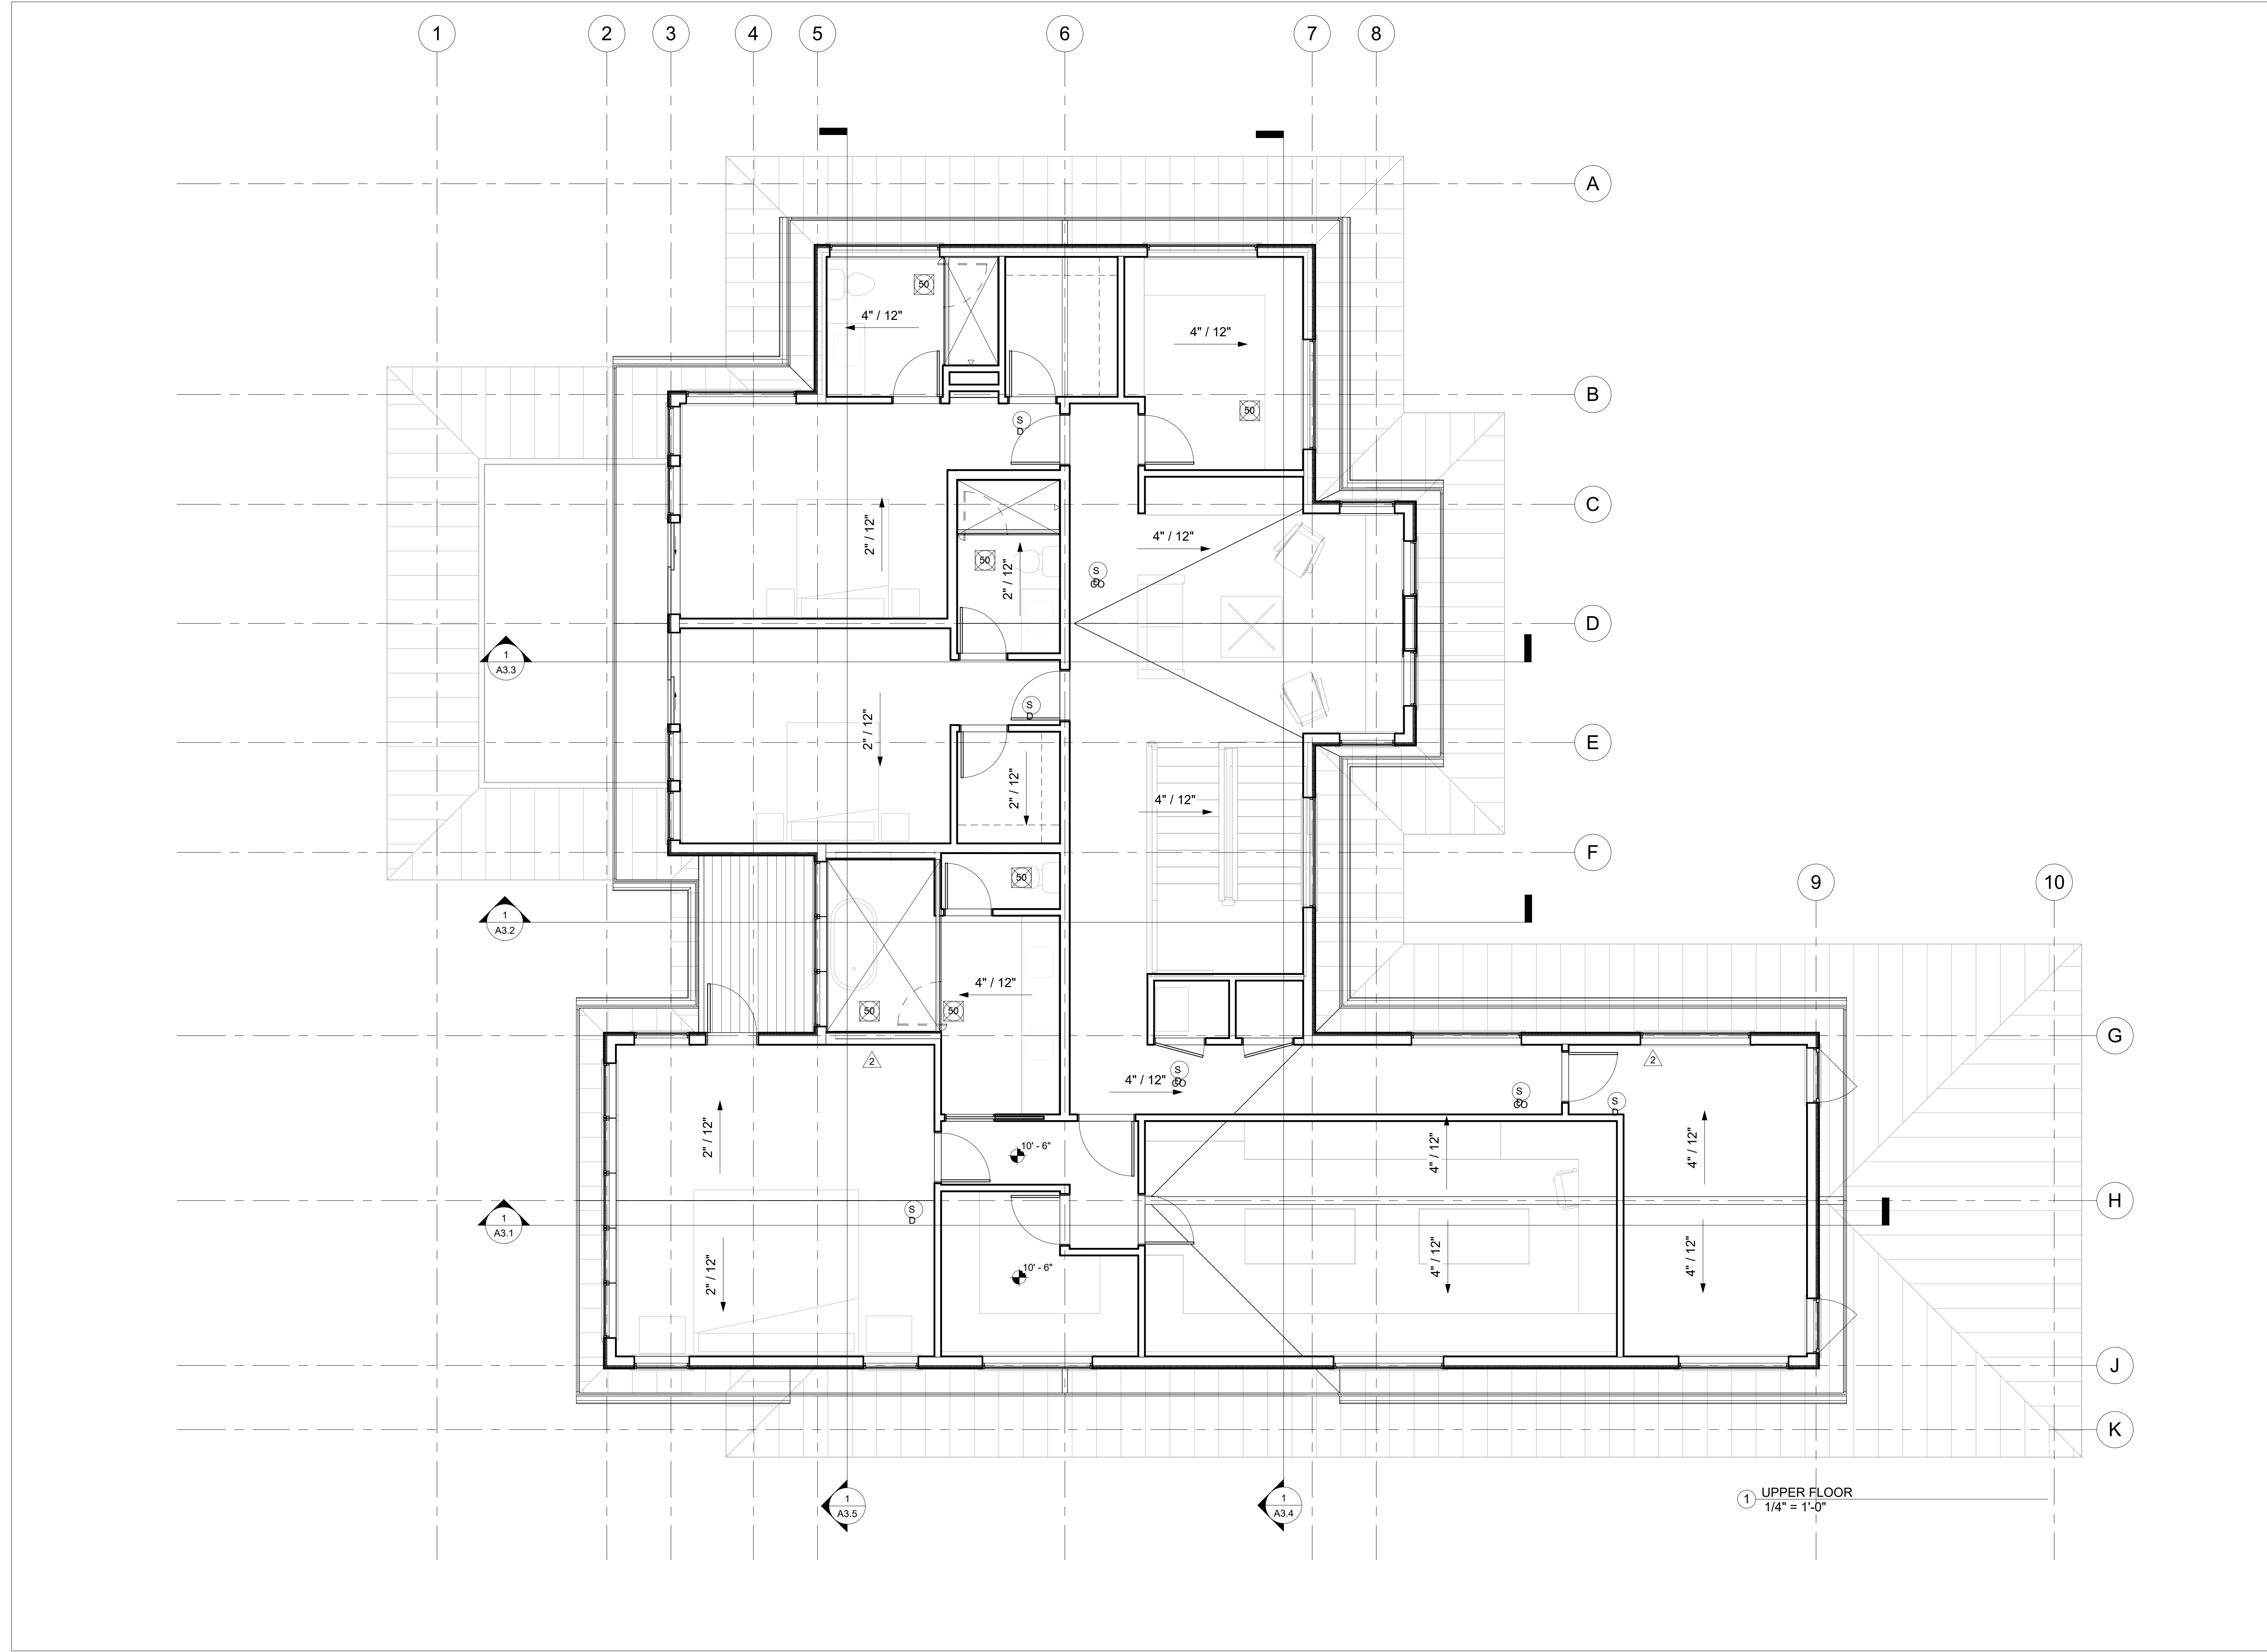 1
2
3
4
5
6
7
8
A
50
4" / 12"
4" / 12"
B
50
S
D
C
2" / 12"
4" / 12"
50
2" / 12"
S
D
CO
D
1
A3.3
S
D
2" / 12"
E
2" / 12"
4" / 12"
F
50
9
10
1
A3.2
4" / 12"
50
50
G
2
2
4" / 12"
S
D
CO
S
D
CO
S
D
2" / 12"
10' - 6"
4" / 12"
4" / 12"
H
S
D
1
A3.1
2" / 12"
10' - 6"
4" / 12"
4" / 12"
J
K
1
A3.5
1
A3.4
1
UPPER FLOOR
1/4" = 1'-0"